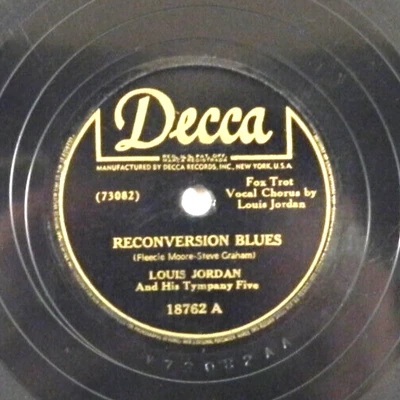 Decca
MANUFACTURED BY DECCA RECORDS, INC., NEW YORK, U.S.A.
Fox Trot
(73082)
Vocal Chorus by
Louis Jordan
RECONVERSION BLUES
(Fleecie Moore-Steve Graham)
LOUIS JORDAN
And His Tympany Five
18762 A